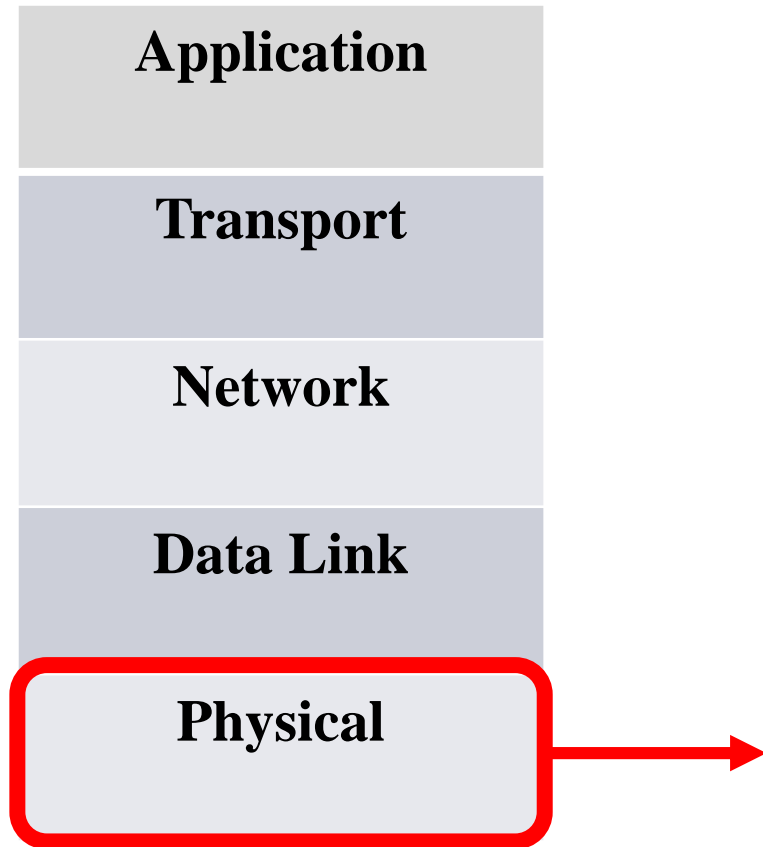 Application
Transport
Network
Data Link
Physical